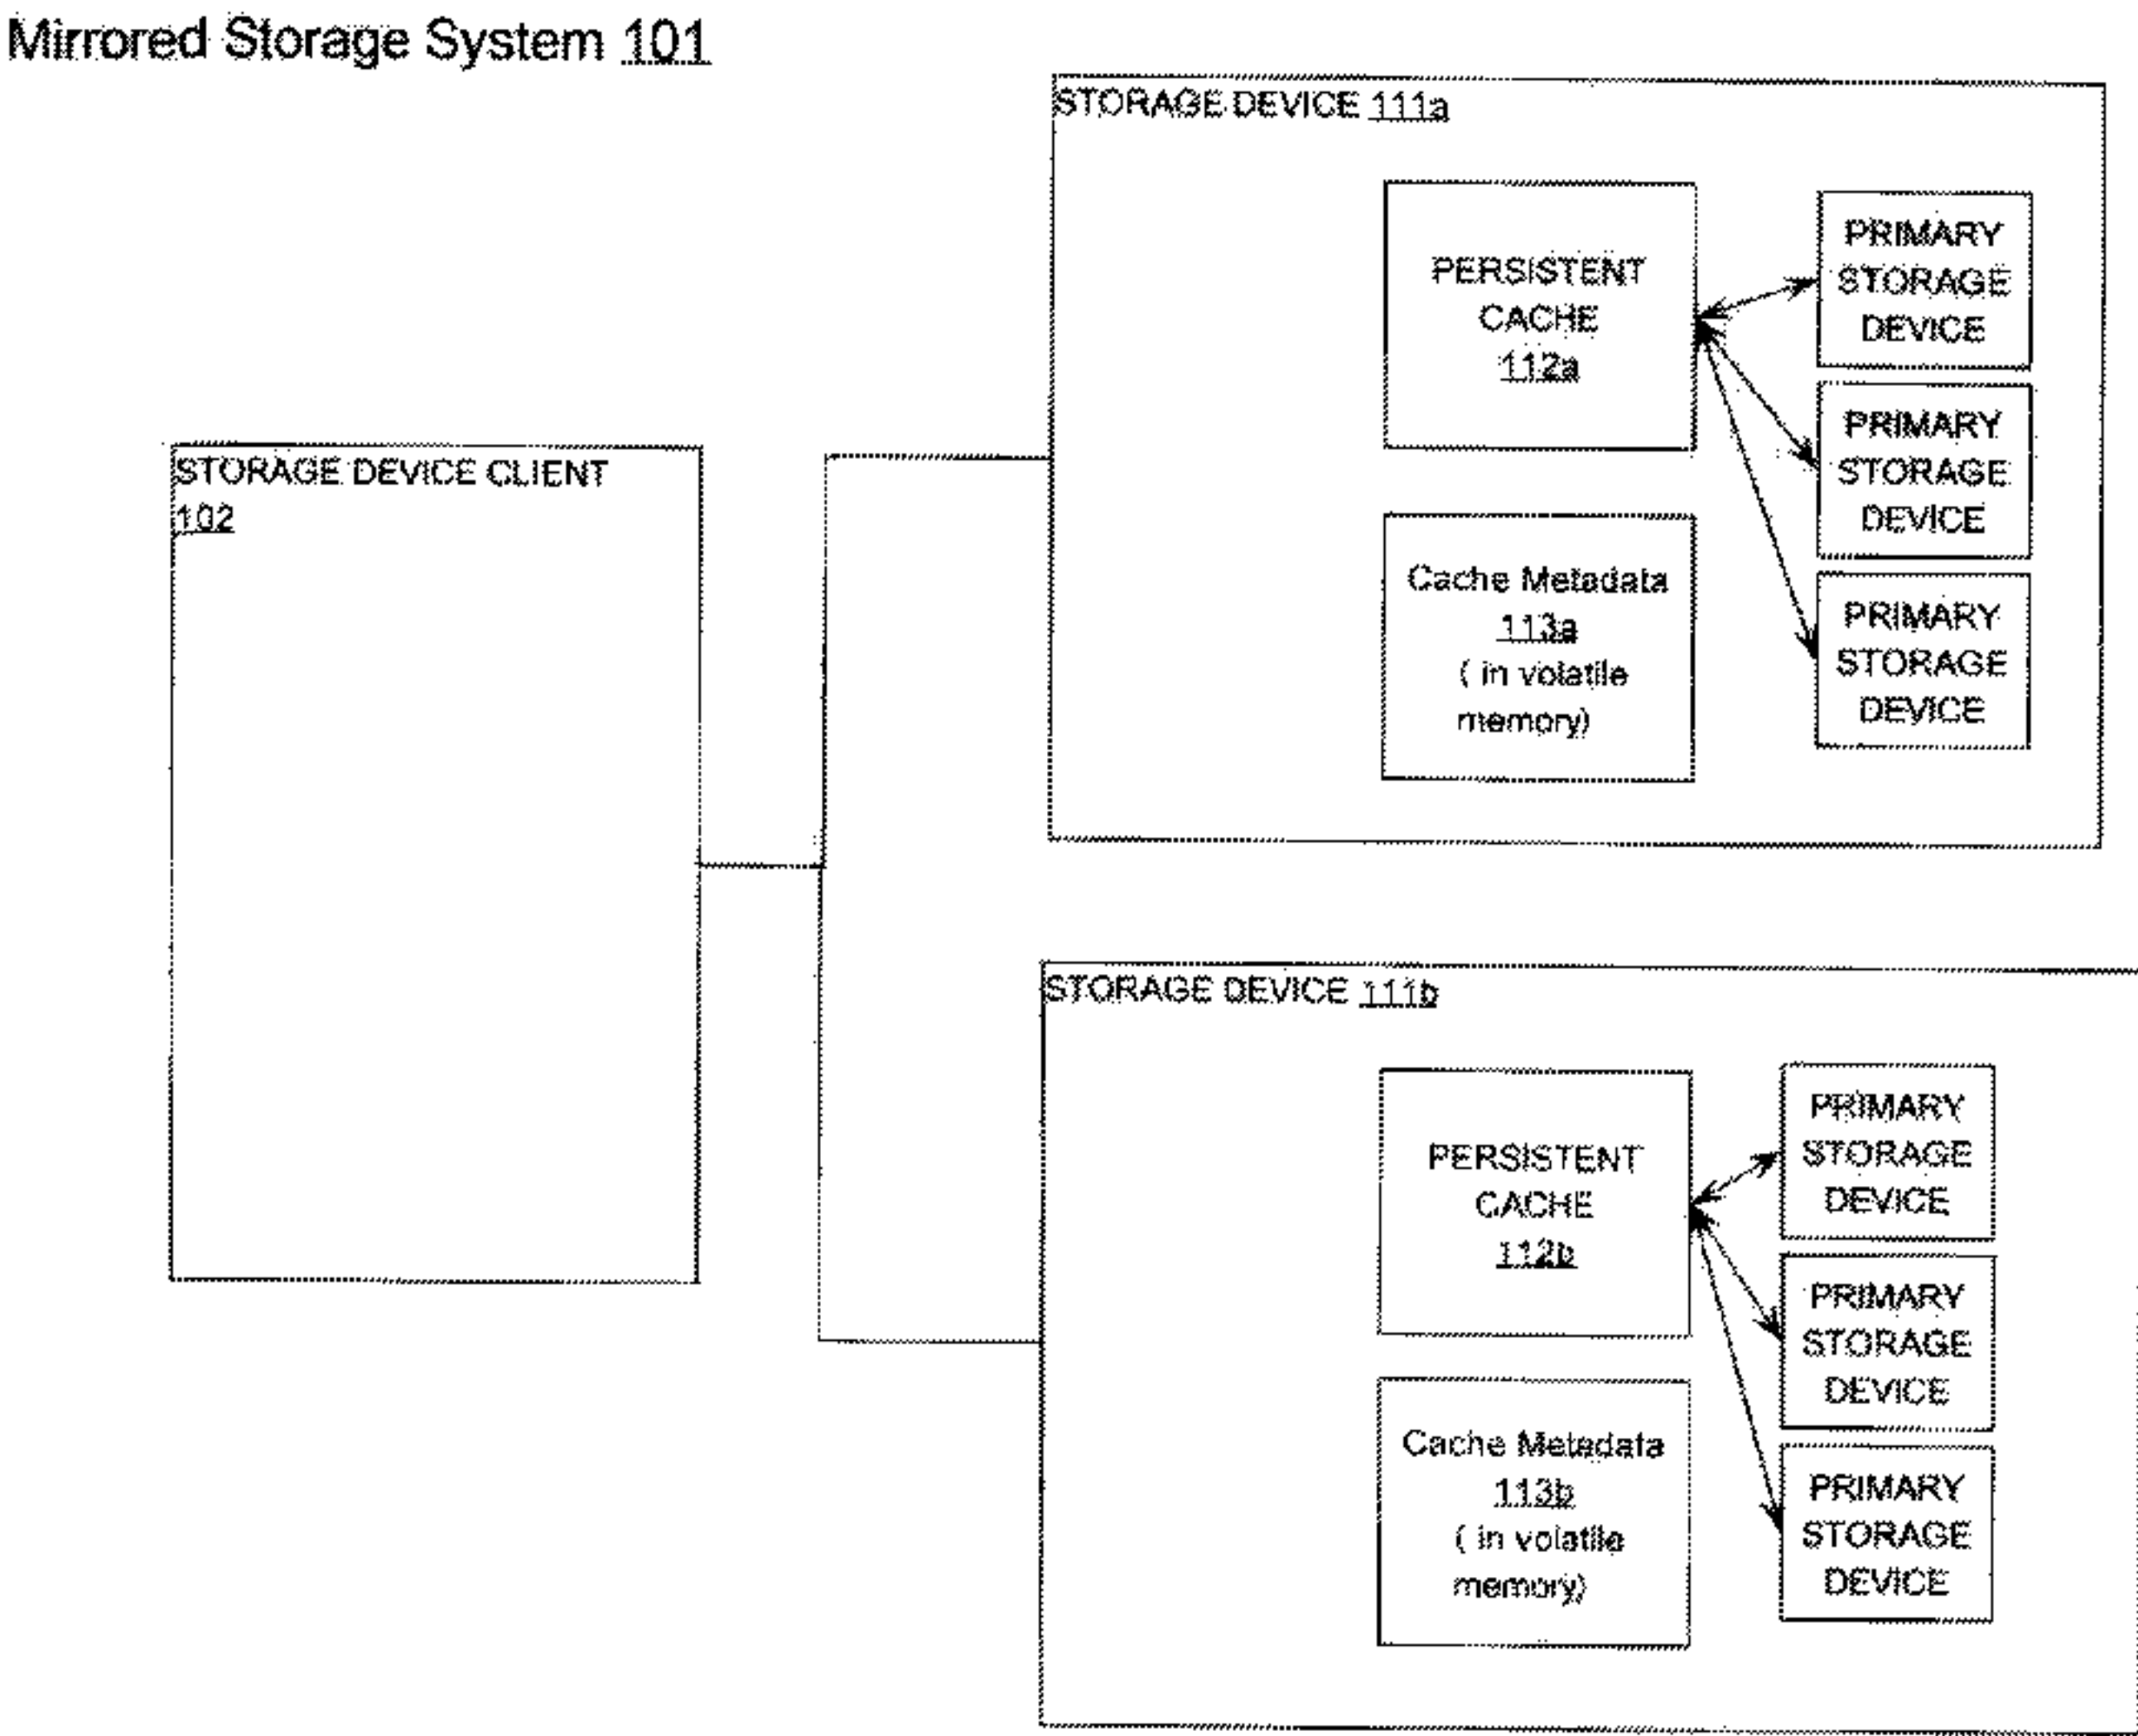 Mirrored Storage System 101
STORAGE DEVICE 111a
PERSISTENT
CACHE
112a
PRIMARY
STORAGE
DEVICE
PRIMARY
STORAGE
DEVICE
PRIMARY
STORAGE
DEVICE
Cache Metadata
113a
( in volatile
memory)
STORAGE DEVICE CLIENT
102
STORAGE DEVICE 111b
PERSISTENT
CACHE
112b
PRIMARY
STORAGE
DEVICE
PRIMARY
STORAGE
DEVICE
PRIMARY
STORAGE
DEVICE
Cache Metadata
113b
( in volatile
memory)